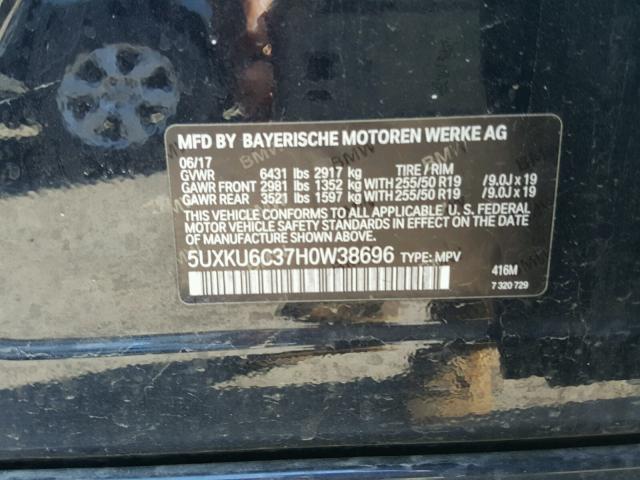 MFD BY BAYERISCHE MOTOREN WERKE AG
06/17
GVWR 6431 lbs 2917 kg TIRE / RIM
GAWR FRONT 2981 lbs 1352 kg WITH 255/50 R19 / 9.0J x 19
GAWR REAR 3521 lbs 1597 kg WITH 255/50 R19 / 9.0J x 19
THIS VEHICLE CONFORMS TO ALL APPLICABLE U. S. FEDERAL
MOTOR VEHICLE SAFETY STANDARDS IN EFFECT ON THE DATE
OF MANUFACTURE SHOWN ABOVE.
5UXKU6C37H0W38696 TYPE: MPV
416M
7 320 729